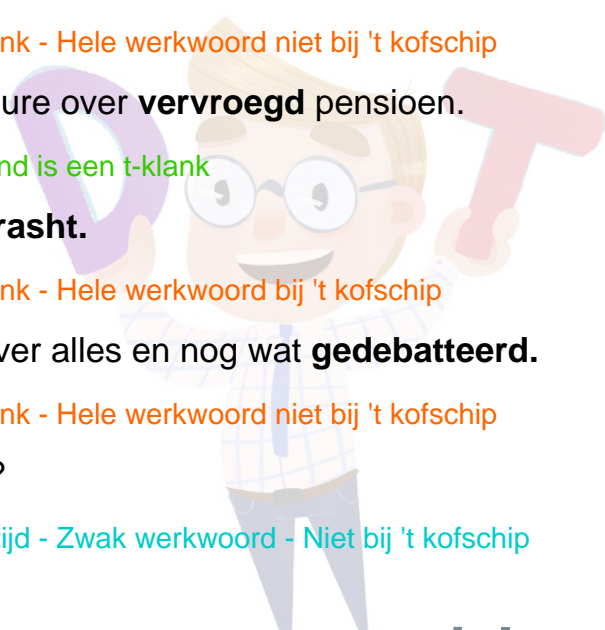 nk - Hele werkwoord niet bij 't kofschip
ure over vervroegd pensioen.
nd is een t-klank
rasht.
nk - Hele werkwoord bij 't kofschip
ver alles en nog wat gedebatteerd.
nk - Hele werkwoord niet bij 't kofschip
?
ijd - Zwak werkwoord - Niet bij 't kofschip